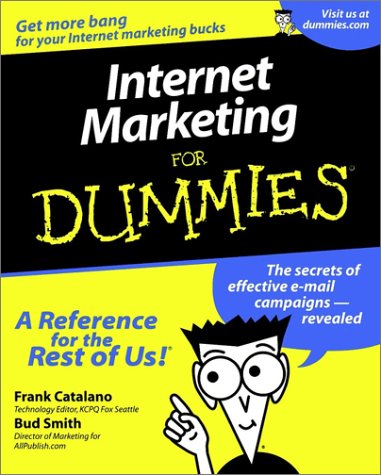 Get more bang
for your Internet marketing bucks
Visit us at
dummies.com
Internet
Marketing
FOR
DUMMIES®
The secrets of
effective e-mail
campaigns —
revealed
A Reference
for the
Rest of Us!®
Frank Catalano
Technology Editor, KCPQ Fox Seattle
Bud Smith
Director of Marketing for
AllPublish.com